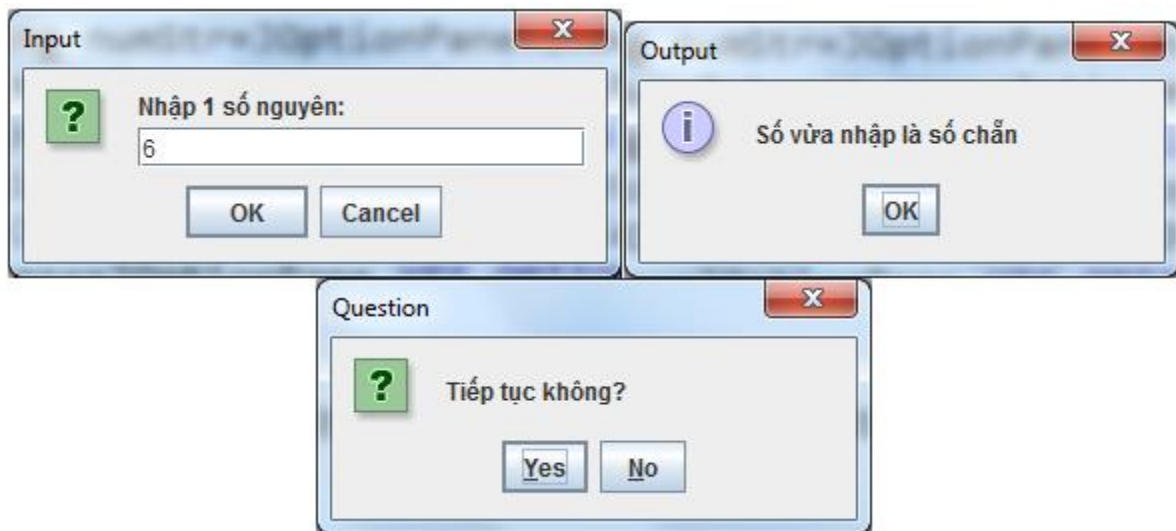 Input
Nhập 1 số nguyên:
6
OK
Cancel
Output
Số vừa nhập là số chẵn
OK
Question
Tiếp tục không?
Yes
No